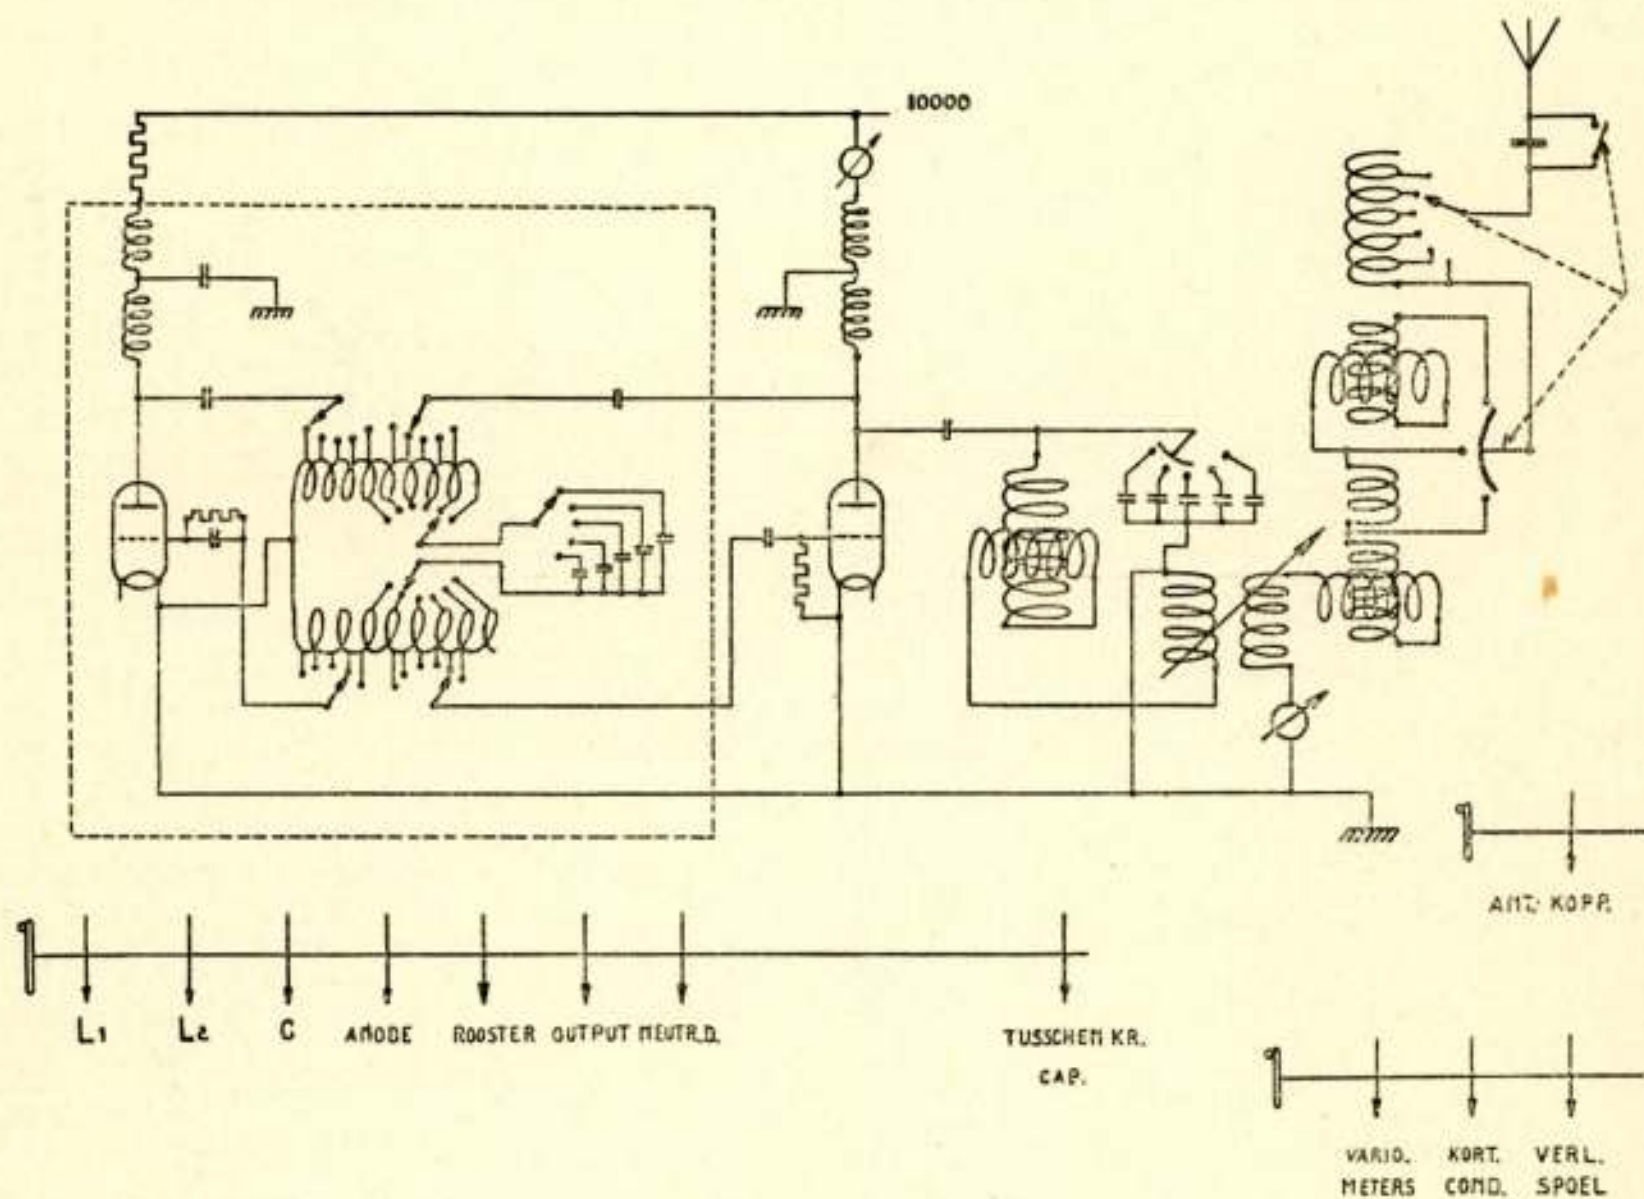 10000
ANT. KOPP.
L1 L2 C ANODE ROOSTER OUTPUT NEUTR.D.
TUSSCHEN KR.
CAP.
VARIO. KORT. VERL.
METERS COND. SPOEL